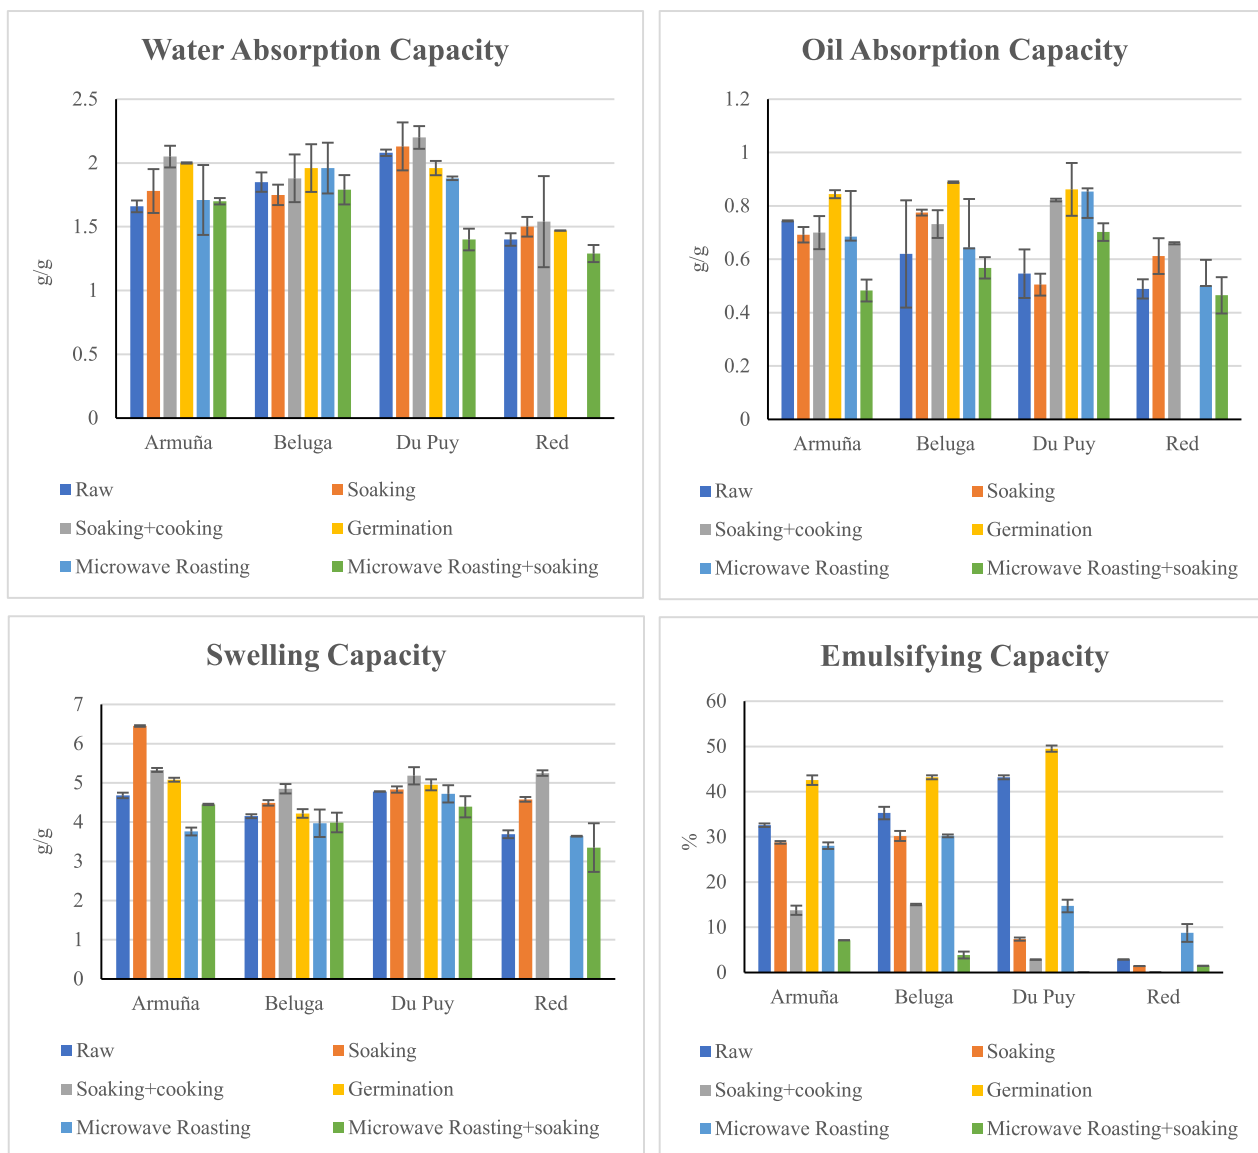 Water Absorption Capacity
g/g
2.5
2
1.5
1
0.5
0
Armuña Beluga Du Puy Red
Raw Soaking
Soaking+cooking Germination
Microwave Roasting Microwave Roasting+soaking
Oil Absorption Capacity
g/g
1.2
1
0.8
0.6
0.4
0.2
0
Armuña Beluga Du Puy Red
Raw Soaking
Soaking+cooking Germination
Microwave Roasting Microwave Roasting+soaking
Swelling Capacity
g/g
7
6
5
4
3
2
1
0
Armuña Beluga Du Puy Red
Raw Soaking
Soaking+cooking Germination
Microwave Roasting Microwave Roasting+soaking
Emulsifying Capacity
%
60
50
40
30
20
10
0
Armuña Beluga Du Puy Red
Raw Soaking
Soaking+cooking Germination
Microwave Roasting Microwave Roasting+soaking